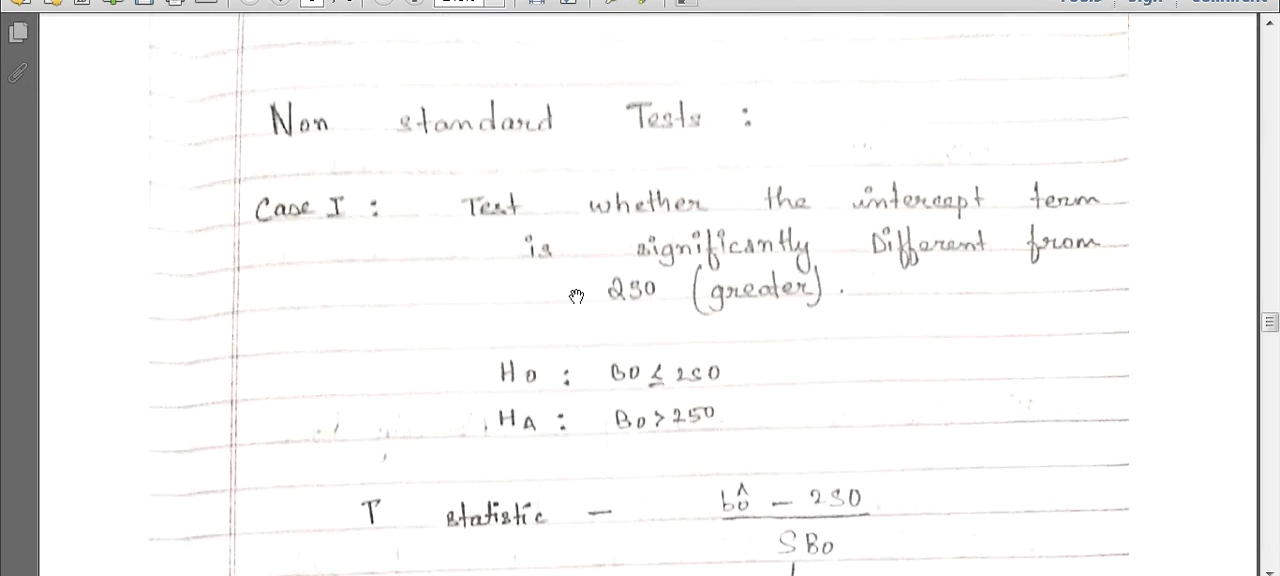 Non standard Tests :
Case I : Test whether the intercept term
is significantly Different from
250 (greater).
H0 : B0 ≤ 250
HA : B0 > 250
T statistic - b̂0 - 250
SB0